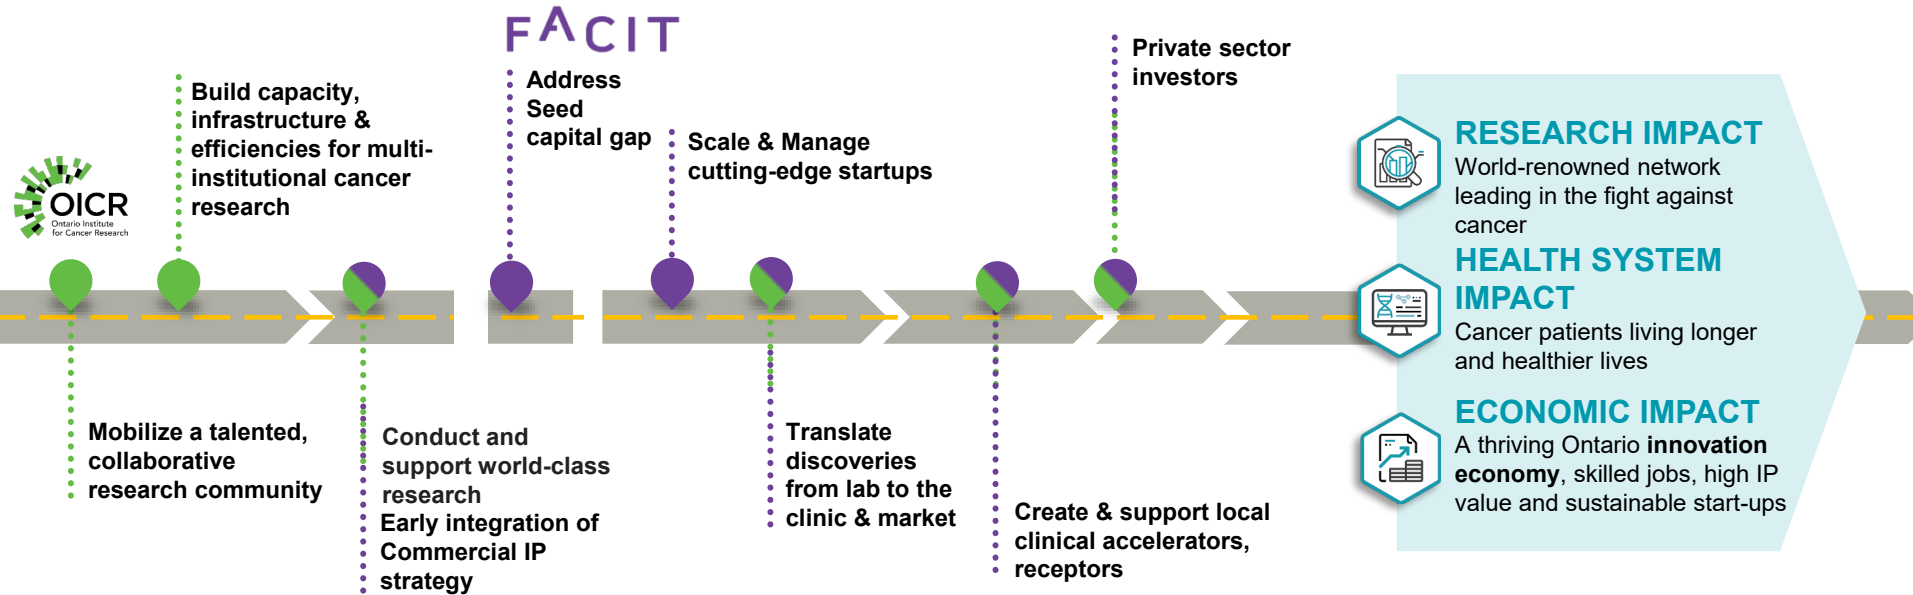 FACIT
OICR
Ontario Institute
for Cancer Research
Build capacity,
infrastructure &
efficiencies for multi-
institutional cancer
research
Address
Seed
capital gap
Scale & Manage
cutting-edge startups
Private sector
investors
Mobilize a talented,
collaborative
research community
Conduct and
support world-class
research
Early integration of
Commercial IP
strategy
Translate
discoveries
from lab to the
clinic & market
Create & support local
clinical accelerators,
receptors
RESEARCH IMPACT
World-renowned network
leading in the fight against
cancer
HEALTH SYSTEM
IMPACT
Cancer patients living longer
and healthier lives
ECONOMIC IMPACT
A thriving Ontario innovation
economy, skilled jobs, high IP
value and sustainable start-ups